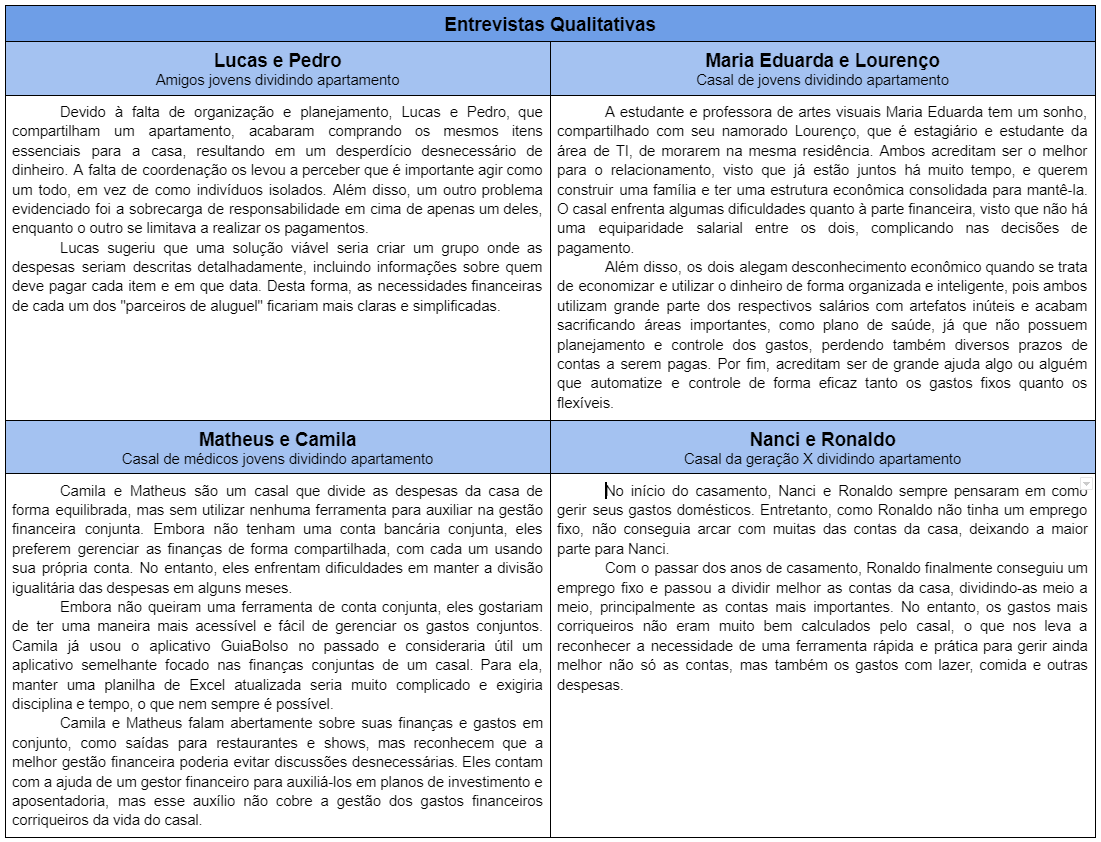 Entrevistas Qualitativas
Lucas e Pedro
Amigos jovens dividindo apartamento
Devido à falta de organização e planejamento, Lucas e Pedro, que
compartilham um apartamento, acabaram comprando os mesmos itens
essenciais para a casa, resultando em um desperdício desnecessário de
dinheiro. A falta de coordenação os levou a perceber que é importante agir como
um todo, em vez de como indivíduos isolados. Além disso, um outro problema
evidenciado foi a sobrecarga de responsabilidade em cima de apenas um deles,
enquanto o outro se limitava a realizar os pagamentos.
Lucas sugeriu que uma solução viável seria criar um grupo onde as
despesas seriam descritas detalhadamente, incluindo informações sobre quem
deve pagar cada item e em que data. Desta forma, as necessidades financeiras
de cada um dos "parceiros de aluguel" ficariam mais claras e simplificadas.
Maria Eduarda e Lourenço
Casal de jovens dividindo apartamento
A estudante e professora de artes visuais Maria Eduarda tem um sonho,
compartilhado com seu namorado Lourenço, que é estagiário e estudante da
área de TI, de morarem na mesma residência. Ambos acreditam ser o melhor
para o relacionamento, visto que já estão juntos há muito tempo, e querem
construir uma família e ter uma estrutura econômica consolidada para mantê-la.
O casal enfrenta algumas dificuldades quanto à parte financeira, visto que não há
uma equiparidade salarial entre os dois, complicando nas decisões de
pagamento.
Além disso, os dois alegam desconhecimento econômico quando se trata
de economizar e utilizar o dinheiro de forma organizada e inteligente, pois ambos
utilizam grande parte dos respectivos salários com artefatos inúteis e acabam
sacrificando áreas importantes, como plano de saúde, já que não possuem
planejamento e controle dos gastos, perdendo também diversos prazos de
contas a serem pagas. Por fim, acreditam ser de grande ajuda algo ou alguém
que automatize e controle de forma eficaz tanto os gastos fixos quanto os
flexíveis.
Matheus e Camila
Casal de médicos jovens dividindo apartamento
Camila e Matheus são um casal que divide as despesas da casa de
forma equilibrada, mas sem utilizar nenhuma ferramenta para auxiliar na gestão
financeira conjunta. Embora não tenham uma conta bancária conjunta, eles
preferem gerenciar as finanças de forma compartilhada, com cada um usando
sua própria conta. No entanto, eles enfrentam dificuldades em manter a divisão
igualitária das despesas em alguns meses.
Embora não queiram uma ferramenta de conta conjunta, eles gostariam
de ter uma maneira mais acessível e fácil de gerenciar os gastos conjuntos.
Camila já usou o aplicativo GuiaBolso no passado e consideraria útil um
aplicativo semelhante focado nas finanças conjuntas de um casal. Para ela,
manter uma planilha de Excel atualizada seria muito complicado e exigiria
disciplina e tempo, o que nem sempre é possível.
Camila e Matheus falam abertamente sobre suas finanças e gastos em
conjunto, como saídas para restaurantes e shows, mas reconhecem que a
melhor gestão financeira poderia evitar discussões desnecessárias. Eles contam
com a ajuda de um gestor financeiro para auxiliá-los em planos de investimento e
aposentadoria, mas esse auxílio não cobre a gestão dos gastos financeiros
corriqueiros da vida do casal.
Nanci e Ronaldo
Casal da geração X dividindo apartamento
No início do casamento, Nanci e Ronaldo sempre pensaram em como
gerir seus gastos domésticos. Entretanto, como Ronaldo não tinha um emprego
fixo, não conseguia arcar com muitas das contas da casa, deixando a maior
parte para Nanci.
Com o passar dos anos de casamento, Ronaldo finalmente conseguiu um
emprego fixo e passou a dividir melhor as contas da casa, dividindo-as meio a
meio, principalmente as contas mais importantes. No entanto, os gastos mais
corriqueiros não eram muito bem calculados pelo casal, o que nos leva a
reconhecer a necessidade de uma ferramenta rápida e prática para gerir ainda
melhor não só as contas, mas também os gastos com lazer, comida e outras
despesas.